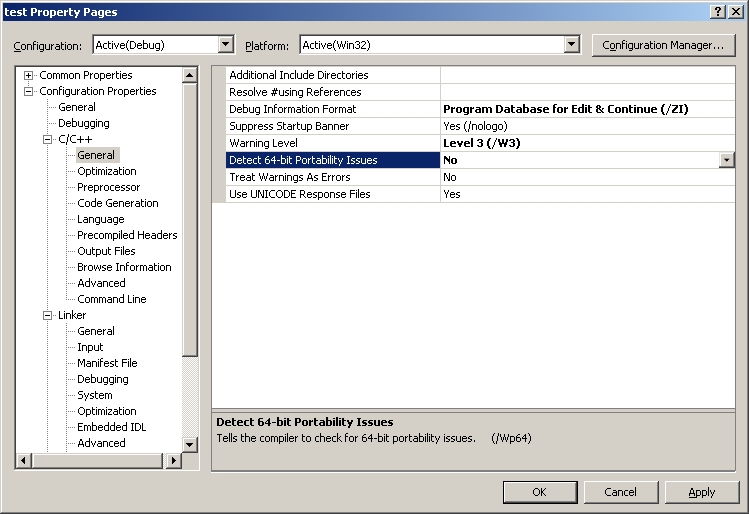 test Property Pages
Configuration: Active(Debug) Platform: Active(Win32) Configuration Manager...
Common Properties
Configuration Properties
General
Debugging
C/C++
General
Optimization
Preprocessor
Code Generation
Language
Precompiled Headers
Output Files
Browse Information
Advanced
Command Line
Linker
General
Input
Manifest File
Debugging
System
Optimization
Embedded IDL
Advanced
Additional Include Directories
Resolve #using References
Debug Information Format Program Database for Edit & Continue (/ZI)
Suppress Startup Banner Yes (/nologo)
Warning Level Level 3 (/W3)
Detect 64-bit Portability Issues No
Treat Warnings As Errors No
Use UNICODE Response Files Yes
Detect 64-bit Portability Issues
Tells the compiler to check for 64-bit portability issues. (/Wp64)
OK Cancel Apply